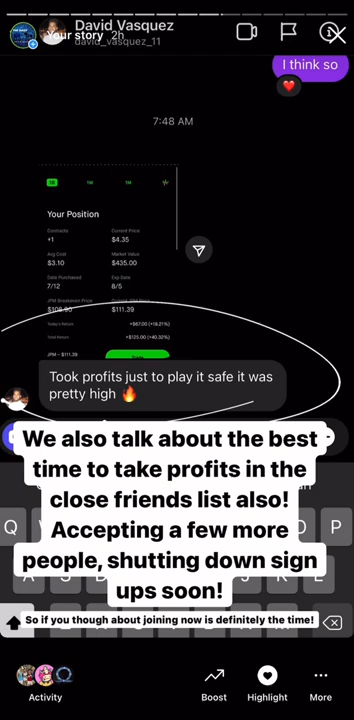 David Vasquez
Your story 2h
david_vasquez_11
I think so
7:48 AM
Your Position
Contracts
+1
Current Price
$4.35
Avg Cost
$3.10
Market Value
$435.00
Date Purchased
7/12
Exp Date
8/5
JPM Breakeven Price
$108.90
$111.39
Today's Return
+$67.00 (+18.21%)
Total Return
+$125.00 (+40.32%)
JPM – $111.39
Took profits just to play it safe it was
pretty high 🔥
We also talk about the best
time to take profits in the
close friends list also!
Accepting a few more
people, shutting down sign
ups soon!
So if you though about joining now is definitely the time!
Q
P
A
S
D
K
L
Activity
Boost
Highlight
More